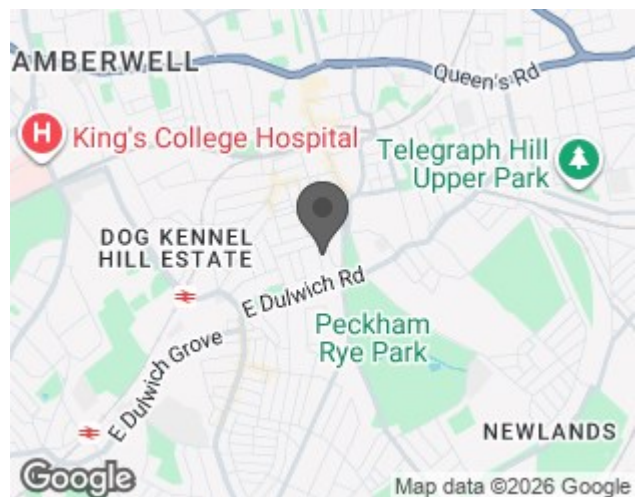 AMBERWELL
Queen's Rd
H
King's College Hospital
Telegraph Hill
Upper Park
DOG KENNEL
HILL ESTATE
E Dulwich Rd
Peckham
Rye Park
E Dulwich Grove
NEWLANDS
Google
Map data ©2026 Google